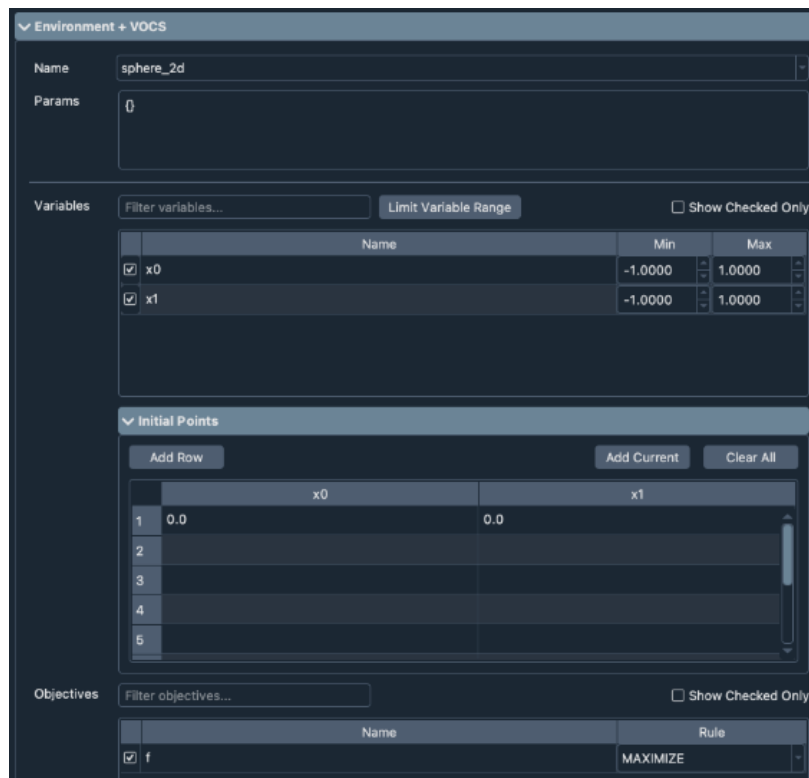 Environment + VOCS
Name sphere_2d
Params {}
Variables Filter variables... Limit Variable Range Show Checked Only
Name Min Max
x0 -1.0000 1.0000
x1 -1.0000 1.0000
Initial Points
Add Row Add Current Clear All
x0 x1
1 0.0 0.0
2
3
4
5
Objectives Filter objectives... Show Checked Only
Name Rule
f MAXIMIZE